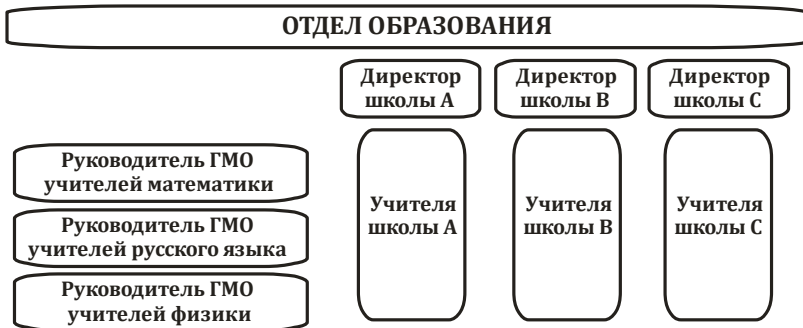 ОТДЕЛ ОБРАЗОВАНИЯ
Директор
школы А
Директор
школы В
Директор
школы С
Руководитель ГМО
учителей математики
Руководитель ГМО
учителей русского языка
Руководитель ГМО
учителей физики
Учителя
школы А
Учителя
школы В
Учителя
школы С